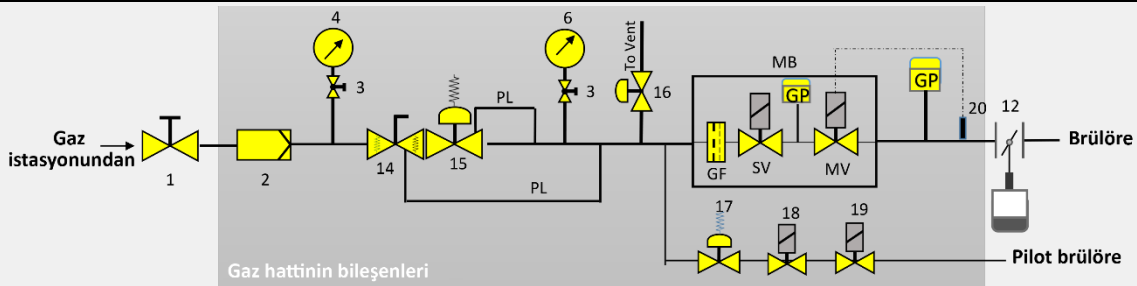 4
6
To Vent
MB
GP
GP
3
3
16
20
12
PL
Gaz
istasyonundan
Brülöre
1
2
14
15
GF
SV
MV
PL
17
18
19
Pilot brülöre
Gaz hattinin bileşenleri